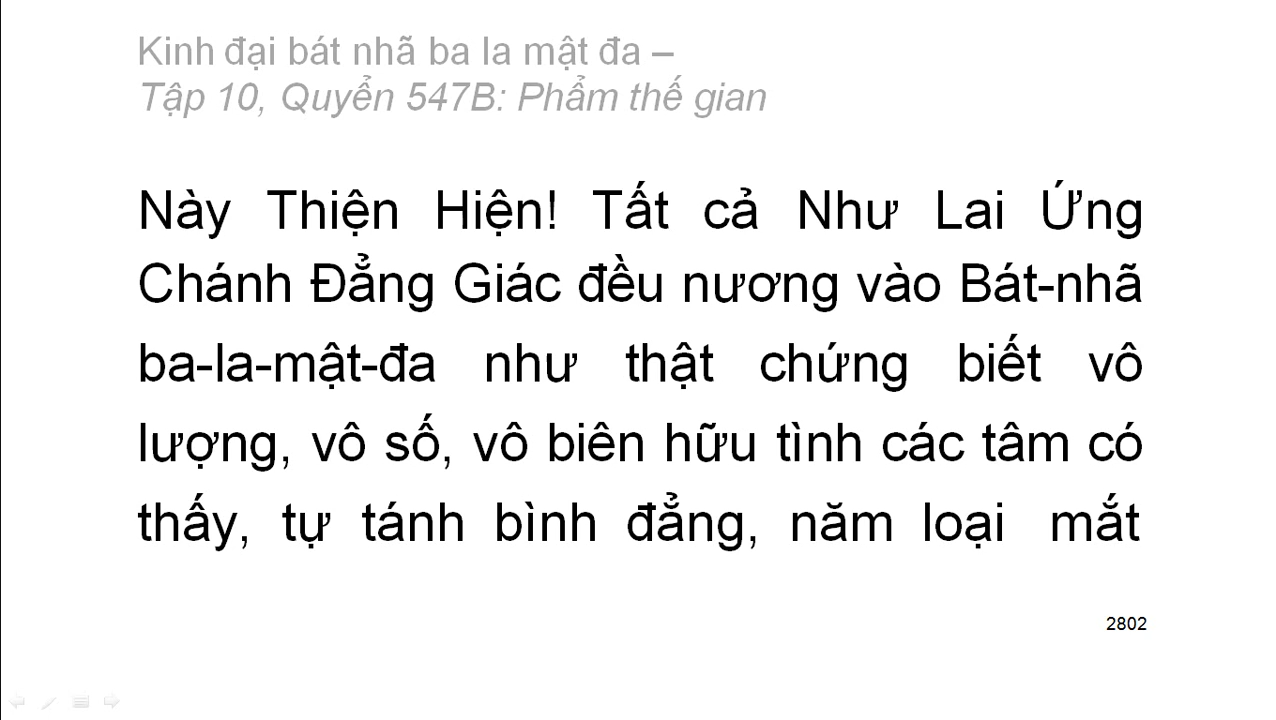 Kinh đại bát nhã ba la mật đa –
Tập 10, Quyển 547B: Phẩm thế gian
Này Thiện Hiện! Tất cả Như Lai Ứng
Chánh Đẳng Giác đều nương vào Bát-nhã
ba-la-mật-đa như thật chứng biết vô
lượng, vô số, vô biên hữu tình các tâm có
thấy, tự tánh bình đẳng, năm loại mắt
2802